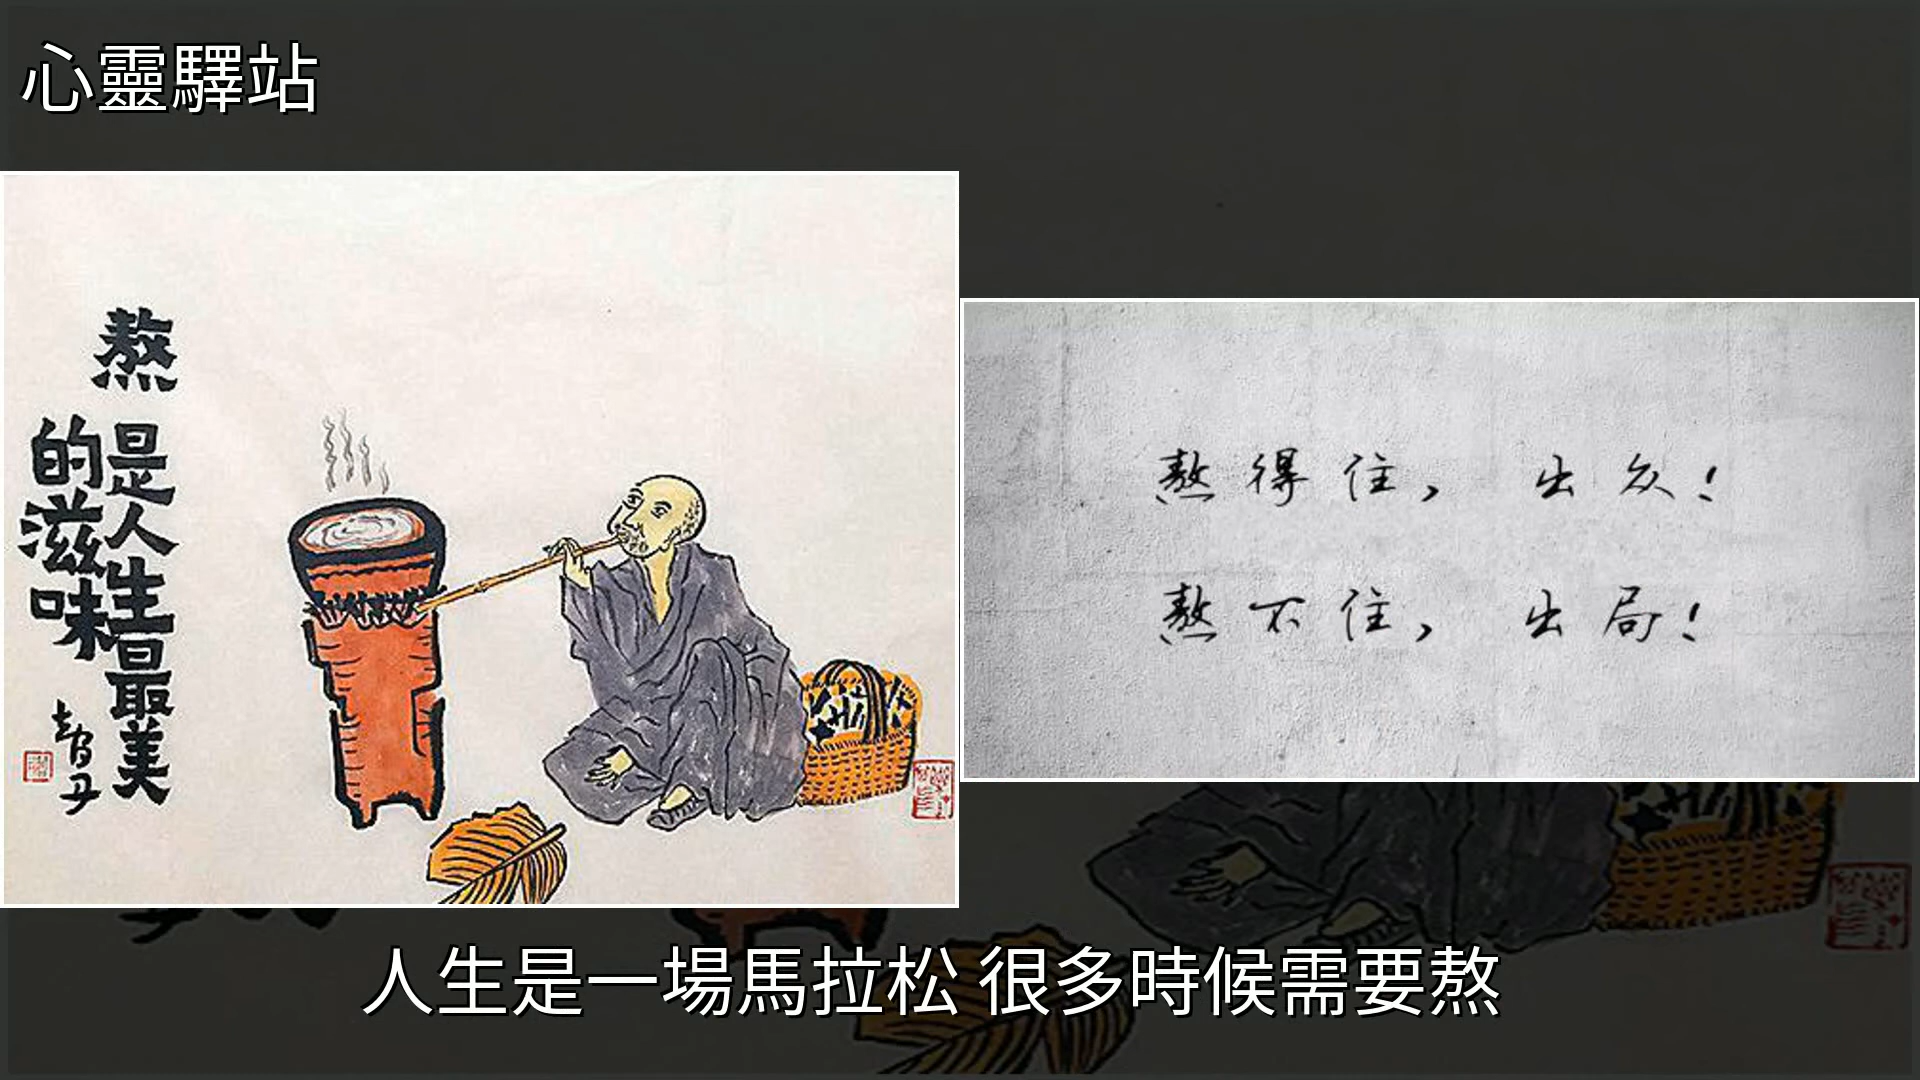 心靈驛站
熬
是人生最美
的滋味
熬得住， 出众！
熬不住， 出局！
人生是一場馬拉松 很多時候需要熬